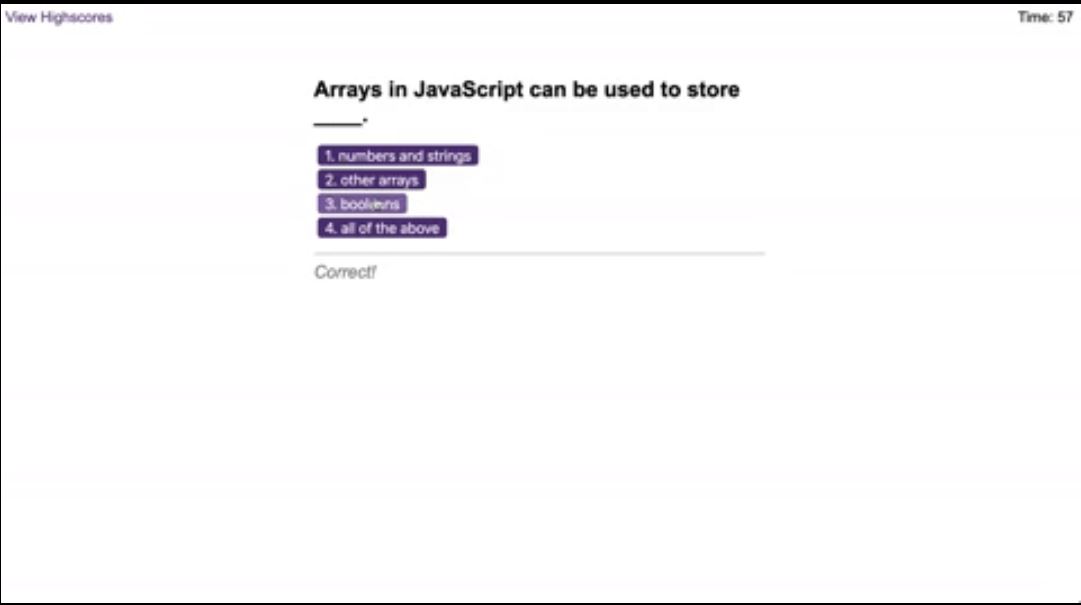 View Highscores
Time: 57
Arrays in JavaScript can be used to store
____.
1. numbers and strings
2. other arrays
3. booleans
4. all of the above
Correct!